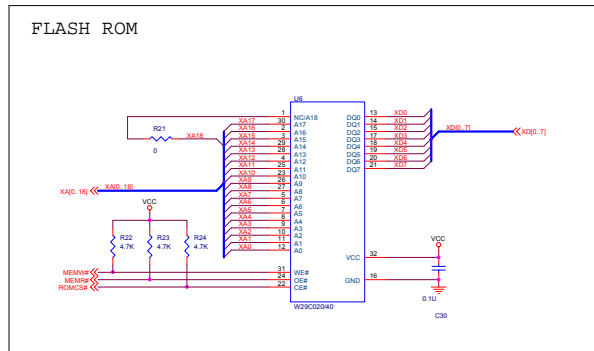 FLASH ROM
U6
1 NC/A18 DQ0 13 XD0
XA17 30 A17 DQ1 14 XD1
XA16 2 A16 DQ2 15 XD2
XA15 3 A15 DQ3 17 XD3
XA14 29 A14 DQ4 18 XD4
XA13 28 A13 DQ5 19 XD5
XA12 4 A12 DQ6 20 XD6
XA11 25 A11 DQ7 21 XD7
XA10 23 A10
XA9 26 A9
XA8 27 A8
XA7 5 A7
XA6 6 A6
XA5 7 A5
XA4 8 A4
XA3 9 A3
XA2 10 A2
XA1 11 A1
XA0 12 A0
R21
XA18
0
XD[0..7]
XD[0..7]
XA[0..18]
XA[0..18]
VCC
R22
4.7K
R23
4.7K
R24
4.7K
MEMW# 31 WE#
MEMR# 24 OE#
ROMCS# 22 CE#
VCC 32
GND 16
VCC
0.1U
C30
W29C020/40